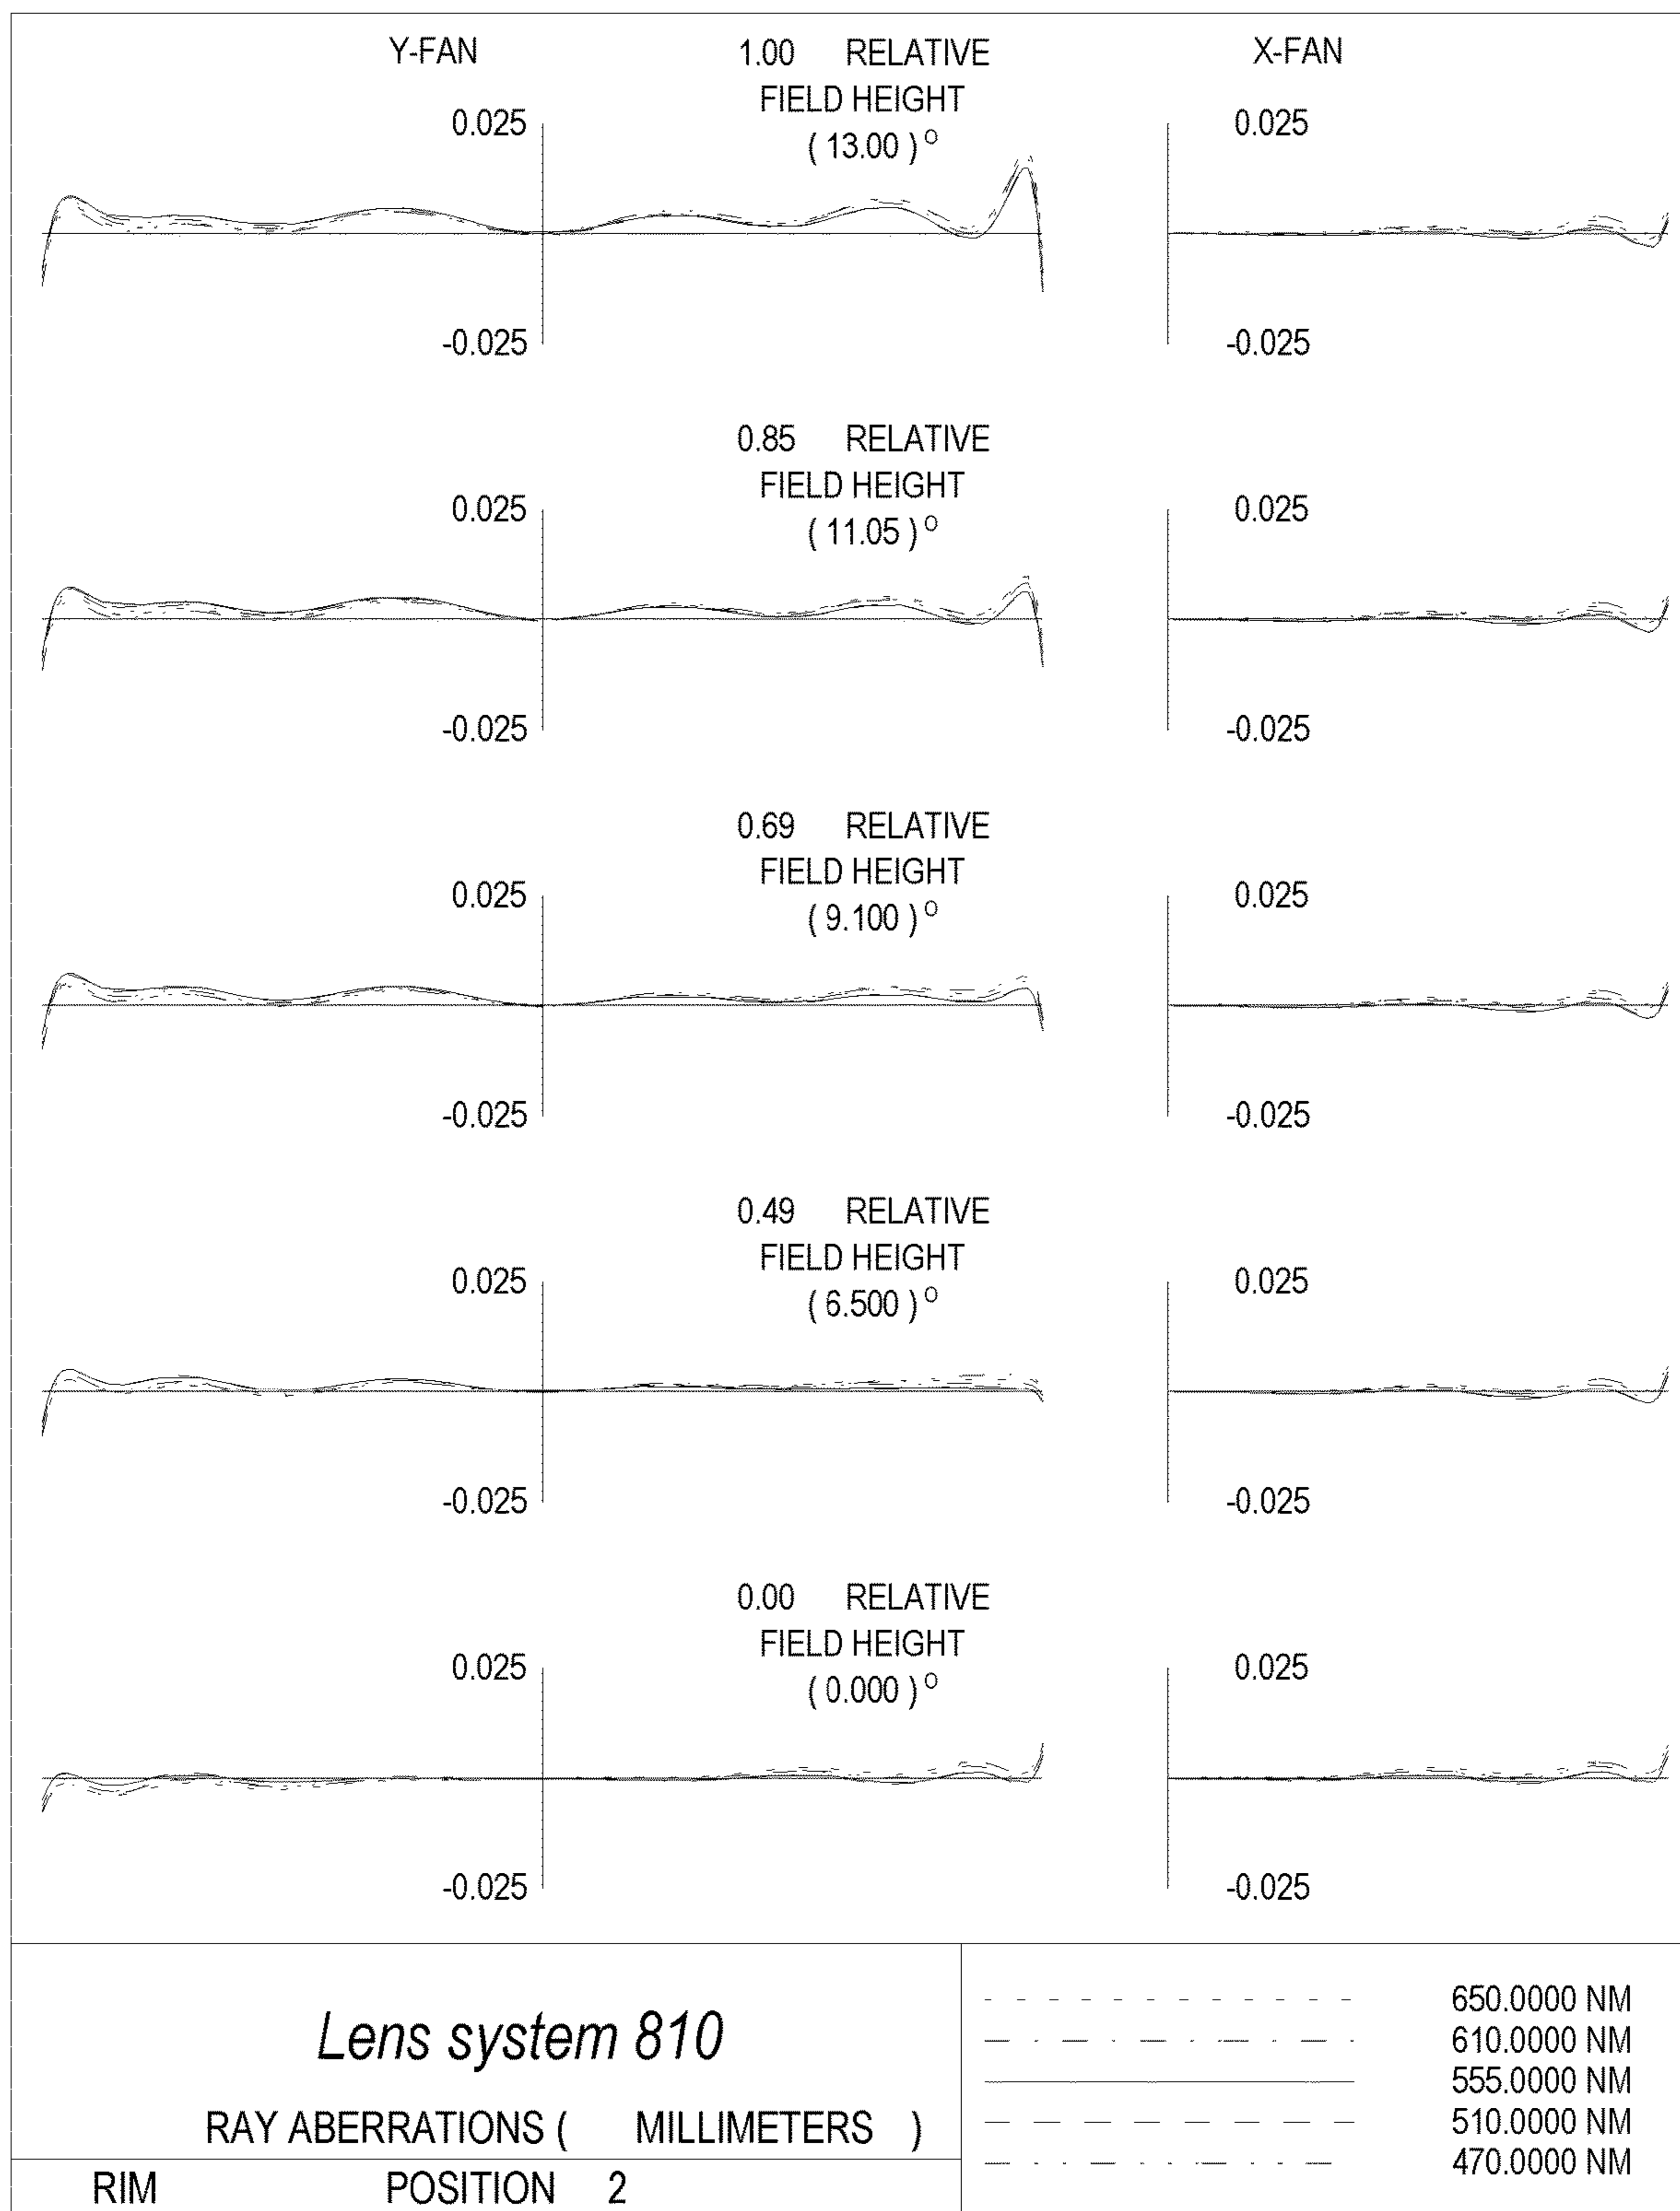 Y-FAN 1.00 RELATIVE X-FAN
FIELD HEIGHT
0.025 ( 13.00 )° 0.025
-0.025 -0.025
0.85 RELATIVE
FIELD HEIGHT
0.025 ( 11.05 )° 0.025
-0.025 -0.025
0.69 RELATIVE
FIELD HEIGHT
0.025 ( 9.100 )° 0.025
-0.025 -0.025
0.49 RELATIVE
FIELD HEIGHT
0.025 ( 6.500 )° 0.025
-0.025 -0.025
0.00 RELATIVE
FIELD HEIGHT
0.025 ( 0.000 )° 0.025
-0.025 -0.025
Lens system 810
RAY ABERRATIONS ( MILLIMETERS )
RIM POSITION 2
650.0000 NM
610.0000 NM
555.0000 NM
510.0000 NM
470.0000 NM